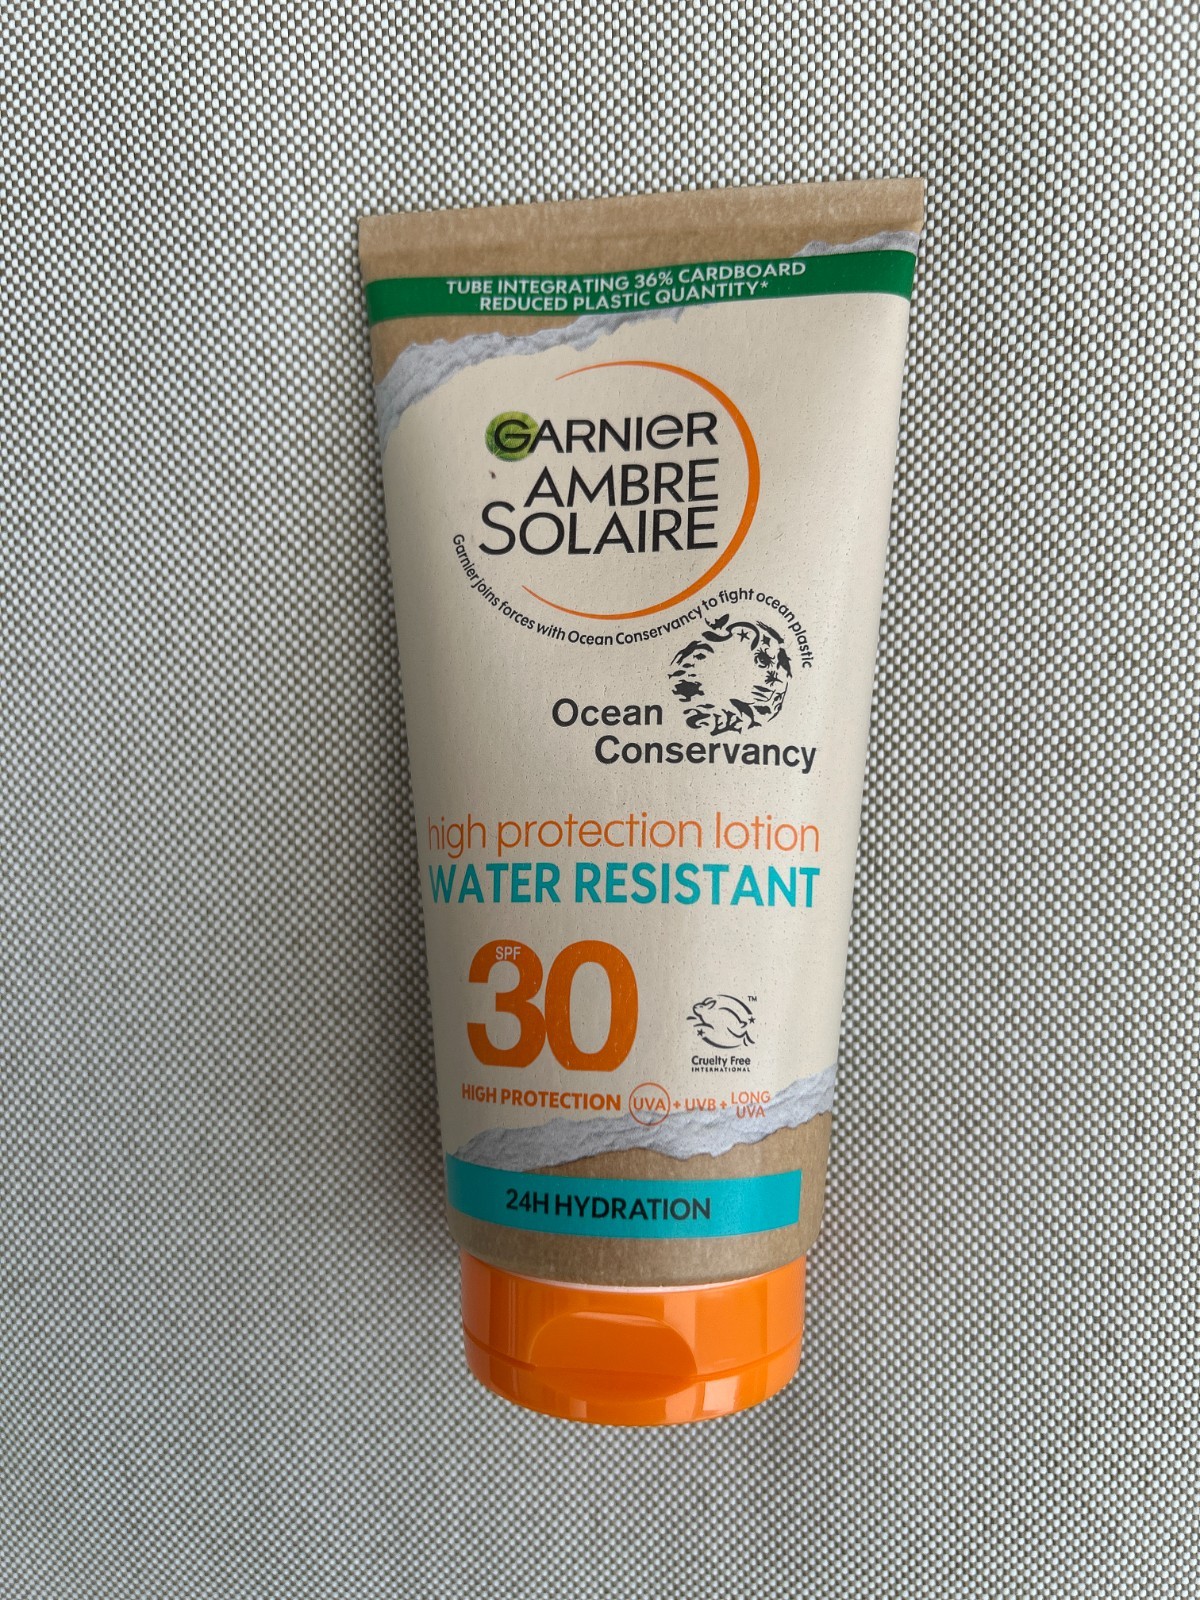 TUBE INTEGRATING 36% CARDBOARD
REDUCED PLASTIC QUANTITY*
GARNIER
AMBRE
SOLAIRE
Garnier joins forces with Ocean Conservancy to fight ocean plastic
Ocean
Conservancy
high protection lotion
WATER RESISTANT
SPF
30
TM
Cruelty Free
INTERNATIONAL
HIGH PROTECTION UVA + UVB + LONG
UVA
24H HYDRATION